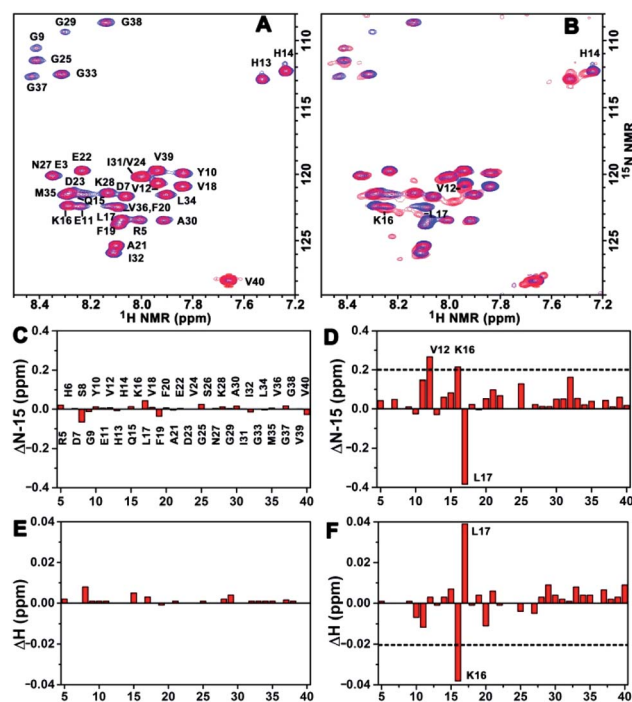 A
G29
G38
G9
G25
G33
G37
H13
H14
N27 E3
E22
D23
K28
I31/V24
D7
V12
V39
Y10
V18
L34
M35
Q15
K16
E11
L17
F19
V36,F20
R5
A30
A21
I32
V40
8.4 8.2 8.0 7.8 7.6 7.4 7.2
1H NMR (ppm)
B
H14
V12
K16
L17
110
115
120
125
15N NMR (ppm)
8.4 8.2 8.0 7.8 7.6 7.4 7.2
1H NMR (ppm)
C
ΔN-15 (ppm)
0.4
0.2
0.0
-0.2
-0.4
H6 S8 Y10 V12 H14 K16 V18 F20 E22 V24 S26 K28 A30 I32 L34 V36 G38 V40
R5 D7 G9 E11 H13 Q15 L17 F19 A21 D23 G25 N27 G29 I31 G33 M35 G37 V39
5 10 15 20 25 30 35 40
D
ΔN-15 (ppm)
0.4
0.2
0.0
-0.2
-0.4
V12 K16
L17
5 10 15 20 25 30 35 40
E
ΔH (ppm)
0.04
0.02
0.00
-0.02
-0.04
5 10 15 20 25 30 35 40
F
ΔH (ppm)
0.04
0.02
0.00
-0.02
-0.04
L17
K16
5 10 15 20 25 30 35 40